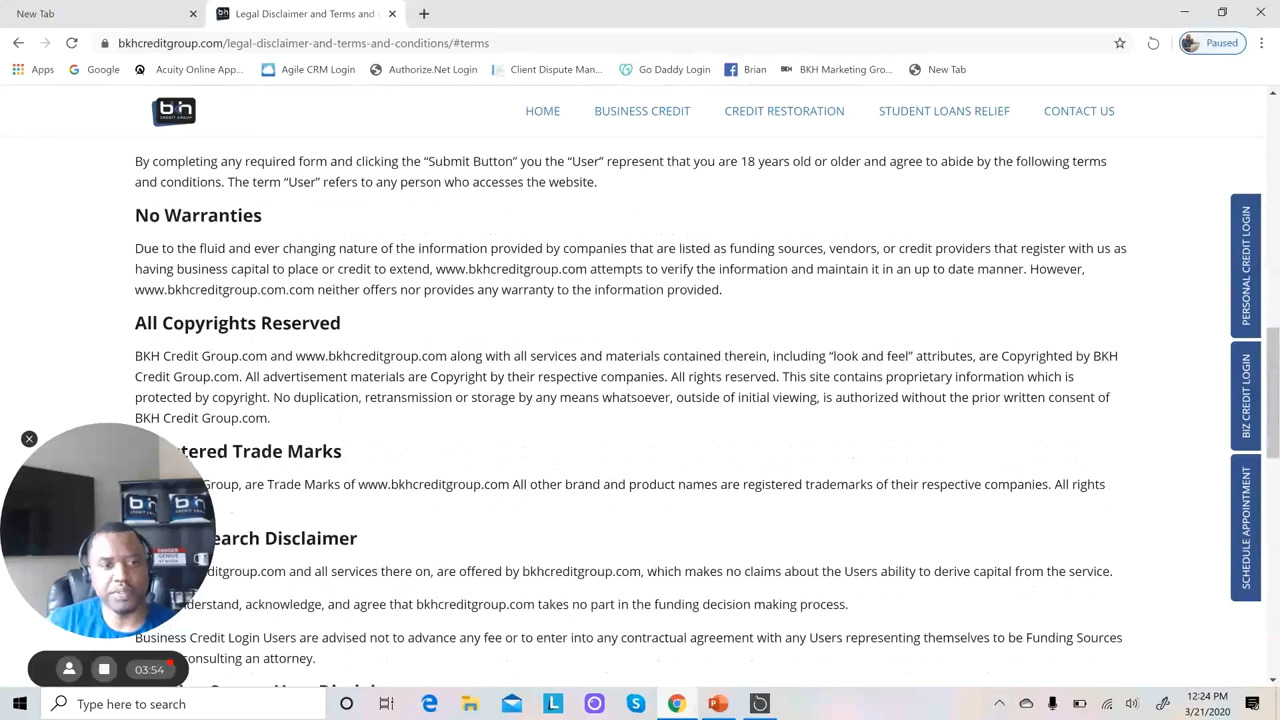 New Tab
Legal Disclaimer and Terms and
bkhcreditgroup.com/legal-disclaimer-and-terms-and-conditions/#terms
Paused
Apps
Google
Acuity Online App...
Agile CRM Login
Authorize.Net Login
Client Dispute Man...
Go Daddy Login
Brian
BKH Marketing Gro...
New Tab
bkh
CREDIT GROUP
HOME
BUSINESS CREDIT
CREDIT RESTORATION
STUDENT LOANS RELIEF
CONTACT US
By completing any required form and clicking the “Submit Button” you the “User” represent that you are 18 years old or older and agree to abide by the following terms
and conditions. The term “User” refers to any person who accesses the website.
No Warranties
Due to the fluid and ever changing nature of the information provided by companies that are listed as funding sources, vendors, or credit providers that register with us as
having business capital to place or credit to extend, www.bkhcreditgroup.com attempts to verify the information and maintain it in an up to date manner. However,
www.bkhcreditgroup.com.com neither offers nor provides any warranty to the information provided.
All Copyrights Reserved
BKH Credit Group.com and www.bkhcreditgroup.com along with all services and materials contained therein, including “look and feel” attributes, are Copyrighted by BKH
Credit Group.com. All advertisement materials are Copyright by their respective companies. All rights reserved. This site contains proprietary information which is
protected by copyright. No duplication, retransmission or storage by any means whatsoever, outside of initial viewing, is authorized without the prior written consent of
BKH Credit Group.com.
stered Trade Marks
Group, are Trade Marks of www.bkhcreditgroup.com All other brand and product names are registered trademarks of their respective companies. All rights
earch Disclaimer
ditgroup.com and all services here on, are offered by bkhcreditgroup.com, which makes no claims about the Users ability to derive capital from the service.
derstand, acknowledge, and agree that bkhcreditgroup.com takes no part in the funding decision making process.
Business Credit Login Users are advised not to advance any fee or to enter into any contractual agreement with any Users representing themselves to be Funding Sources
consulting an attorney.
PERSONAL CREDIT LOGIN
BIZ CREDIT LOGIN
SCHEDULE APPOINTMENT
DANGER
GENIUS
AT WORK
03:54
Type here to search
12:24 PM
3/21/2020